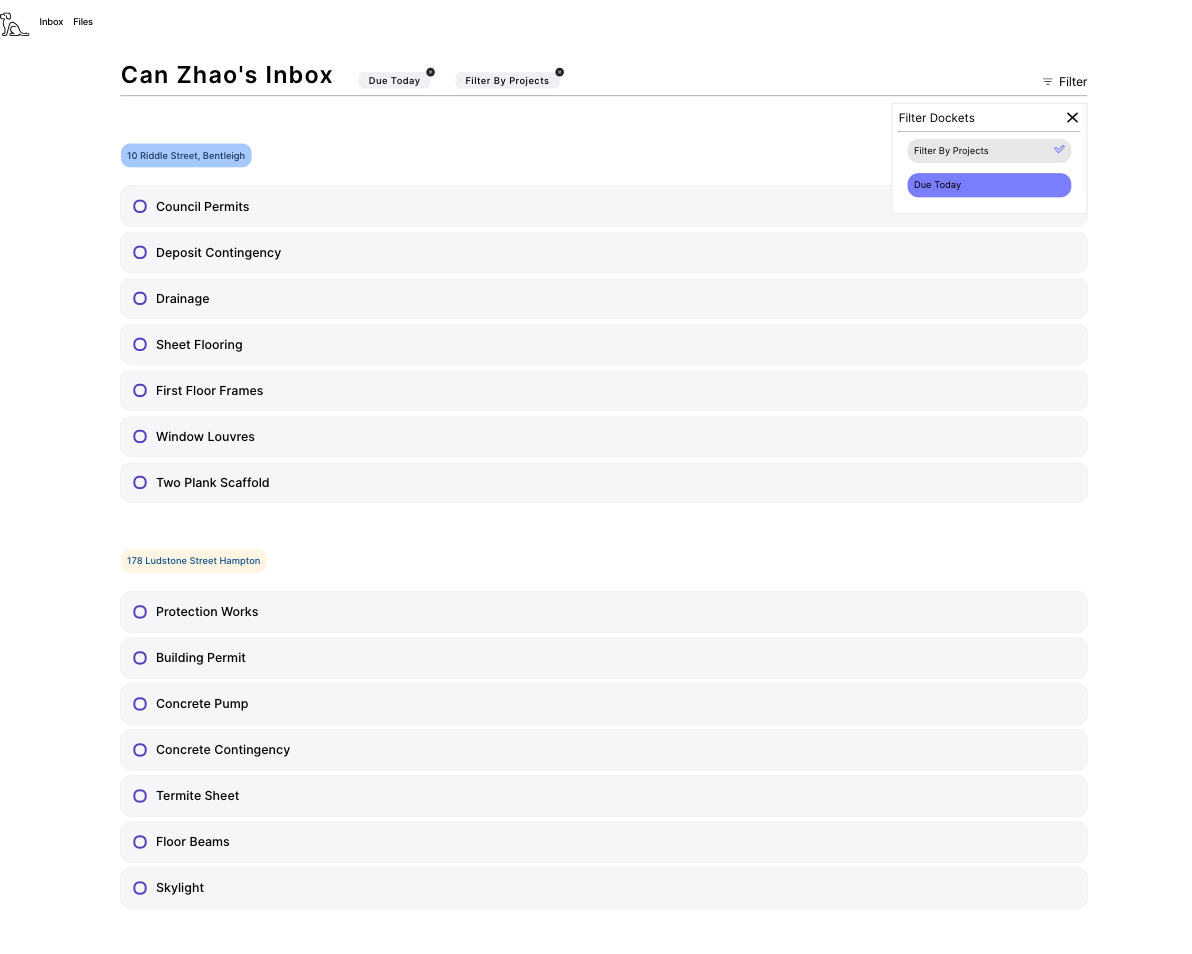 Inbox Files
Can Zhao's Inbox
Due Today
Filter By Projects
Filter
Filter Dockets
Filter By Projects
Due Today
10 Riddle Street, Bentleigh
Council Permits
Deposit Contingency
Drainage
Sheet Flooring
First Floor Frames
Window Louvres
Two Plank Scaffold
178 Ludstone Street Hampton
Protection Works
Building Permit
Concrete Pump
Concrete Contingency
Termite Sheet
Floor Beams
Skylight